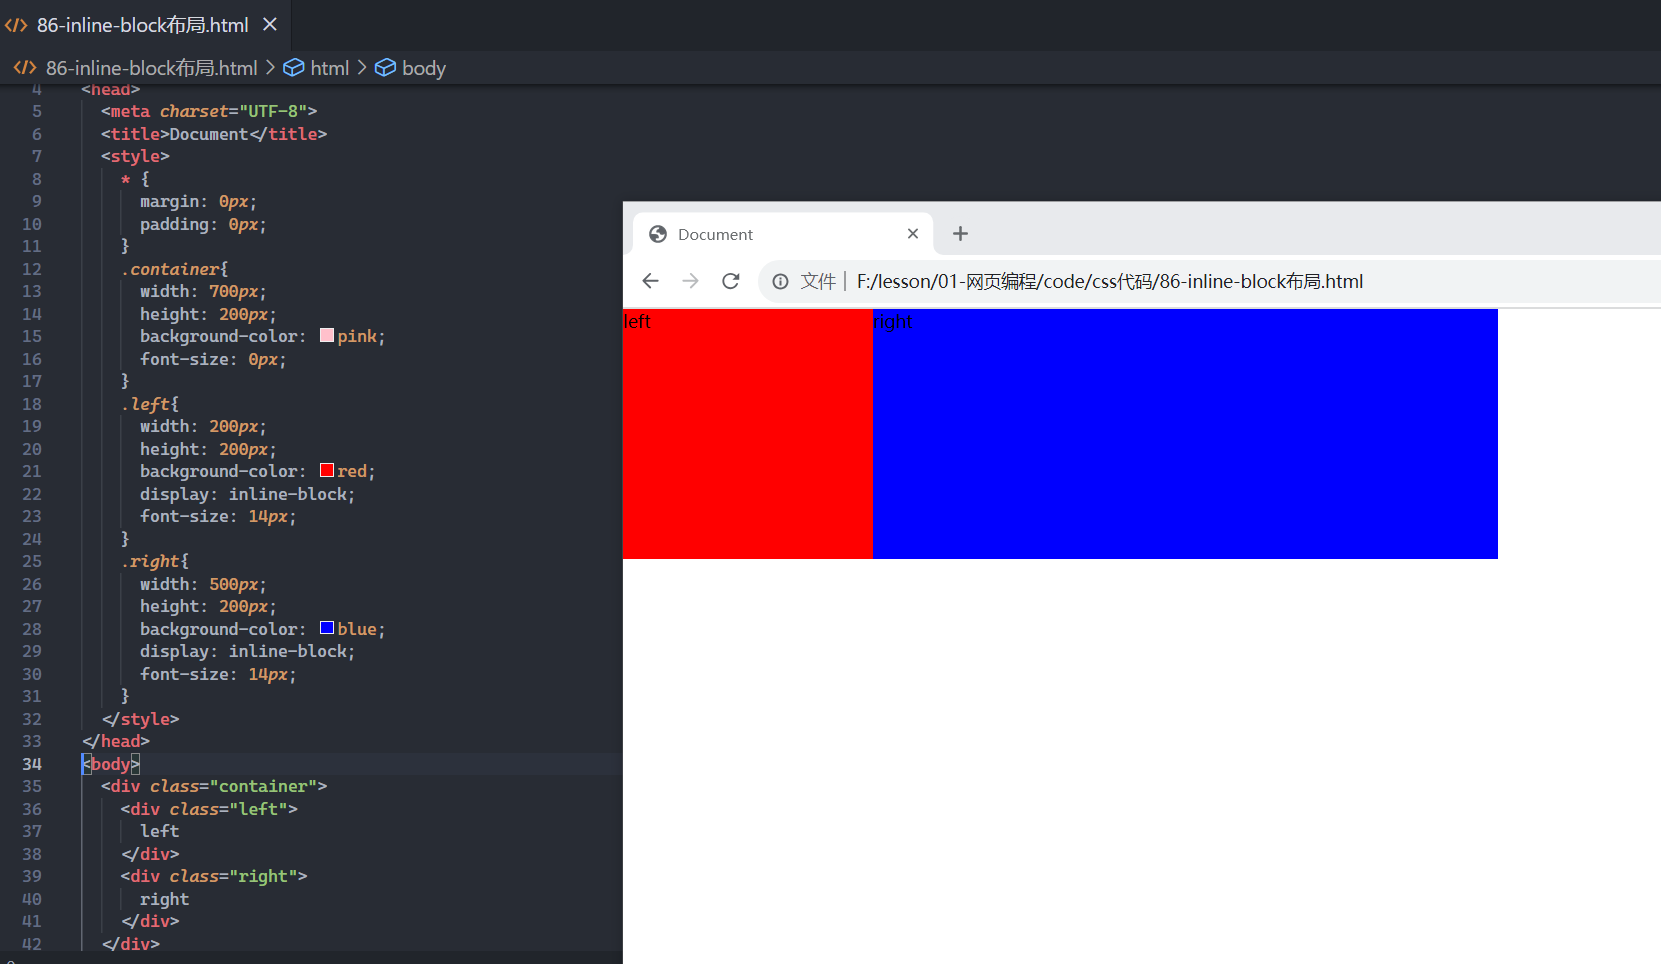 86-inline-block布局.html
86-inline-block布局.html > html > body
4 <head>
5 <meta charset="UTF-8">
6 <title>Document</title>
7 <style>
8 * {
9 margin: 0px;
10 padding: 0px;
11 }
12 .container{
13 width: 700px;
14 height: 200px;
15 background-color: pink;
16 font-size: 0px;
17 }
18 .left{
19 width: 200px;
20 height: 200px;
21 background-color: red;
22 display: inline-block;
23 font-size: 14px;
24 }
25 .right{
26 width: 500px;
27 height: 200px;
28 background-color: blue;
29 display: inline-block;
30 font-size: 14px;
31 }
32 </style>
33 </head>
34 <body>
35 <div class="container">
36 <div class="left">
37 left
38 </div>
39 <div class="right">
40 right
41 </div>
42 </div>
Document
文件 | F:/lesson/01-网页编程/code/css代码/86-inline-block布局.html
left right